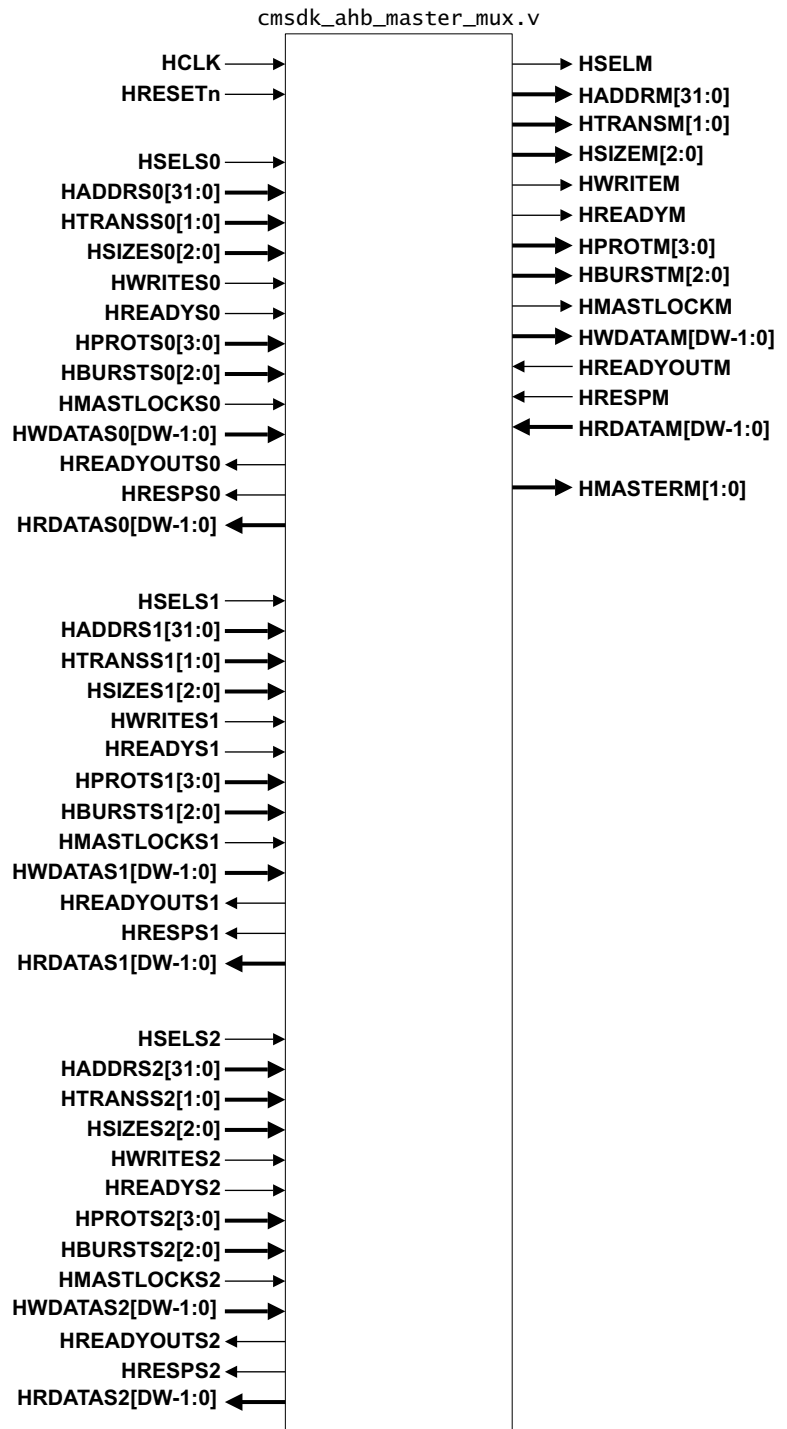 cmsdk_ahb_master_mux.v
HCLK
HRESETn
HSELS0
HADDRS0[31:0]
HTRANSS0[1:0]
HSIZES0[2:0]
HWRITES0
HREADYS0
HPROTS0[3:0]
HBURSTS0[2:0]
HMASTLOCKS0
HWDATAS0[DW-1:0]
HREADYOUTS0
HRESPS0
HRDATAS0[DW-1:0]
HSELS1
HADDRS1[31:0]
HTRANSS1[1:0]
HSIZES1[2:0]
HWRITES1
HREADYS1
HPROTS1[3:0]
HBURSTS1[2:0]
HMASTLOCKS1
HWDATAS1[DW-1:0]
HREADYOUTS1
HRESPS1
HRDATAS1[DW-1:0]
HSELS2
HADDRS2[31:0]
HTRANSS2[1:0]
HSIZES2[2:0]
HWRITES2
HREADYS2
HPROTS2[3:0]
HBURSTS2[2:0]
HMASTLOCKS2
HWDATAS2[DW-1:0]
HREADYOUTS2
HRESPS2
HRDATAS2[DW-1:0]
HSELM
HADDRM[31:0]
HTRANSM[1:0]
HSIZEM[2:0]
HWRITEM
HREADYM
HPROTM[3:0]
HBURSTM[2:0]
HMASTLOCKM
HWDATAM[DW-1:0]
HREADYOUTM
HRESPM
HRDATAM[DW-1:0]
HMASTERM[1:0]